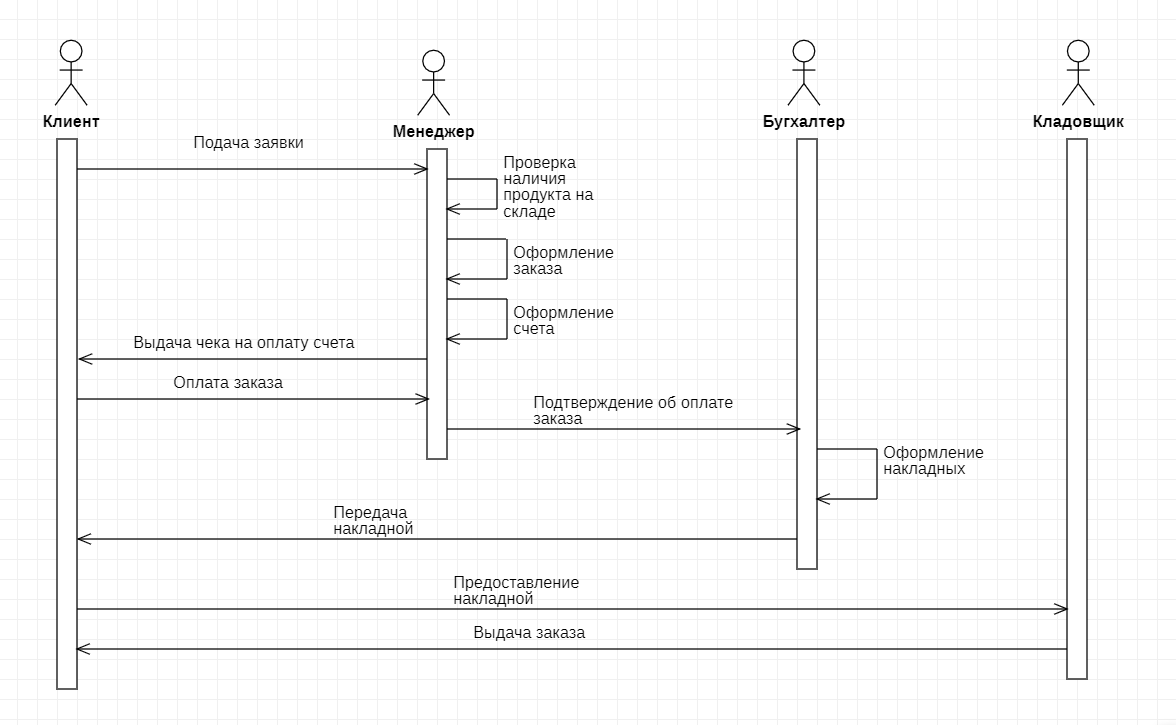 Клиент
Менеджер
Бугхалтер
Кладовщик
Подача заявки
Проверка
наличия
продукта на
складе
Оформление
заказа
Оформление
счета
Выдача чека на оплату счета
Оплата заказа
Подтверждение об оплате
заказа
Оформление
накладных
Передача
накладной
Предоставление
накладной
Выдача заказа